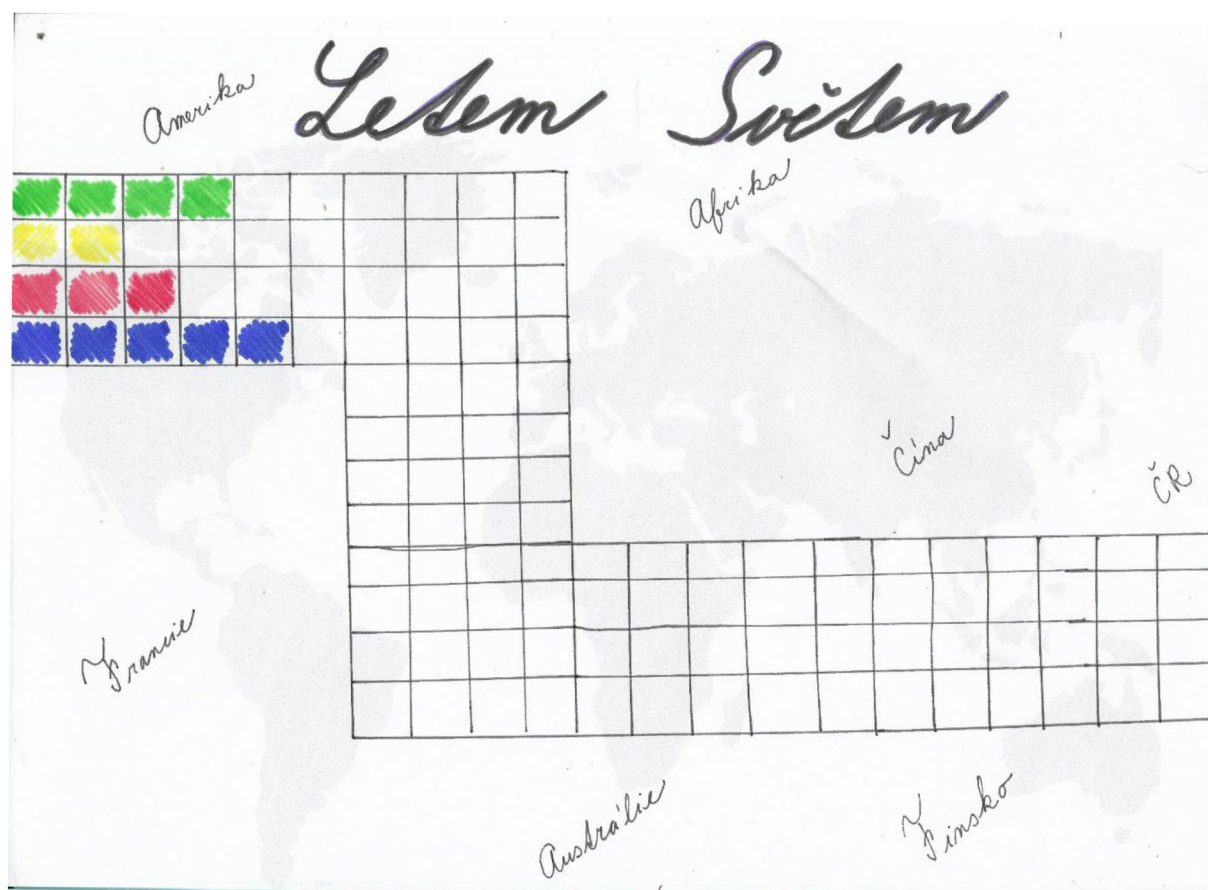 Letem Světem
Amerika
Afrika
Čína
ČR
Francie
Austrálie
Finsko